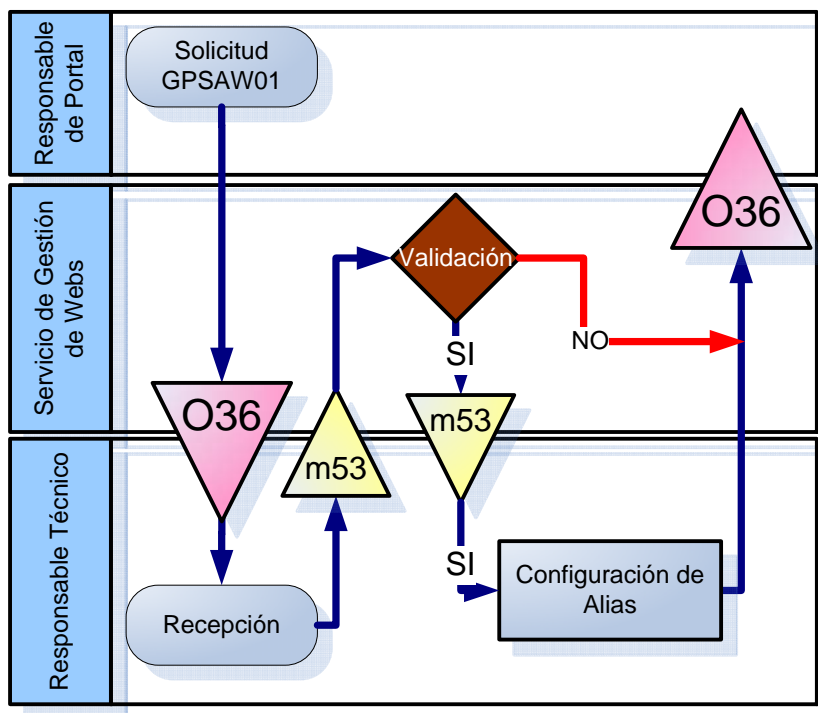 Responsable
de Portal
Solicitud
GPSAW01
O36
Servicio de Gestión
de Webs
Validación
SI
NO
O36
m53
m53
Responsable Técnico
Recepción
SI
Configuración de
Alias